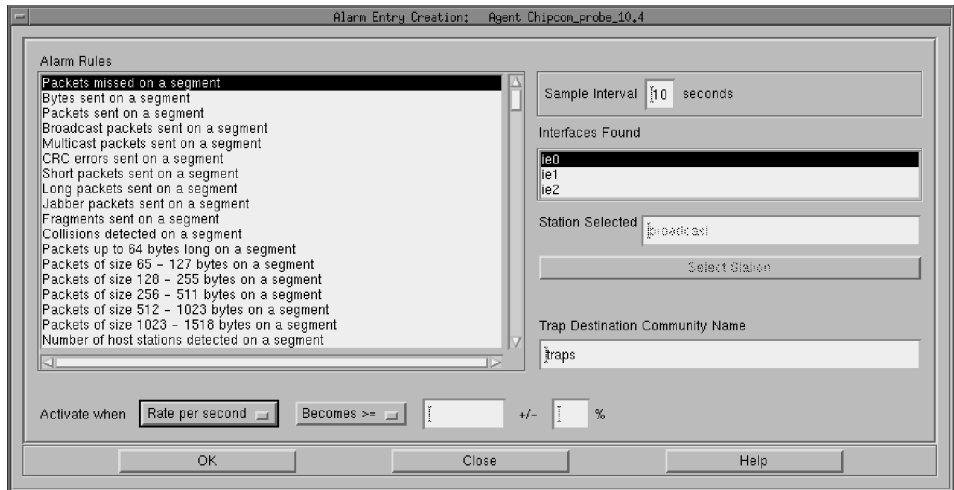 Alarm Entry Creation: Agent Chipcom_probe_10.4
Alarm Rules
Packets missed on a segment
Bytes sent on a segment
Packets sent on a segment
Broadcast packets sent on a segment
Multicast packets sent on a segment
CRC errors sent on a segment
Short packets sent on a segment
Long packets sent on a segment
Jabber packets sent on a segment
Fragments sent on a segment
Collisions detected on a segment
Packets up to 64 bytes long on a segment
Packets of size 65 - 127 bytes on a segment
Packets of size 128 - 255 bytes on a segment
Packets of size 256 - 511 bytes on a segment
Packets of size 512 - 1023 bytes on a segment
Packets of size 1023 - 1518 bytes on a segment
Number of host stations detected on a segment
Sample Interval 10 seconds
Interfaces Found
ie0
ie1
ie2
Station Selected broadcast
Select Station
Trap Destination Community Name
traps
Activate when Rate per second Becomes >= +/- %
OK Close Help